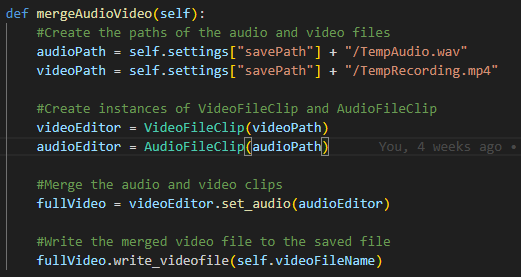 def mergeAudioVideo(self):
#Create the paths of the audio and video files
audioPath = self.settings["savePath"] + "/TempAudio.wav"
videoPath = self.settings["savePath"] + "/TempRecording.mp4"
#Create instances of VideoFileClip and AudioFileClip
videoEditor = VideoFileClip(videoPath)
audioEditor = AudioFileClip(audioPath) You, 4 weeks ago •
#Merge the audio and video clips
fullVideo = videoEditor.set_audio(audioEditor)
#Write the merged video file to the saved file
fullVideo.write_videofile(self.videoFileName)